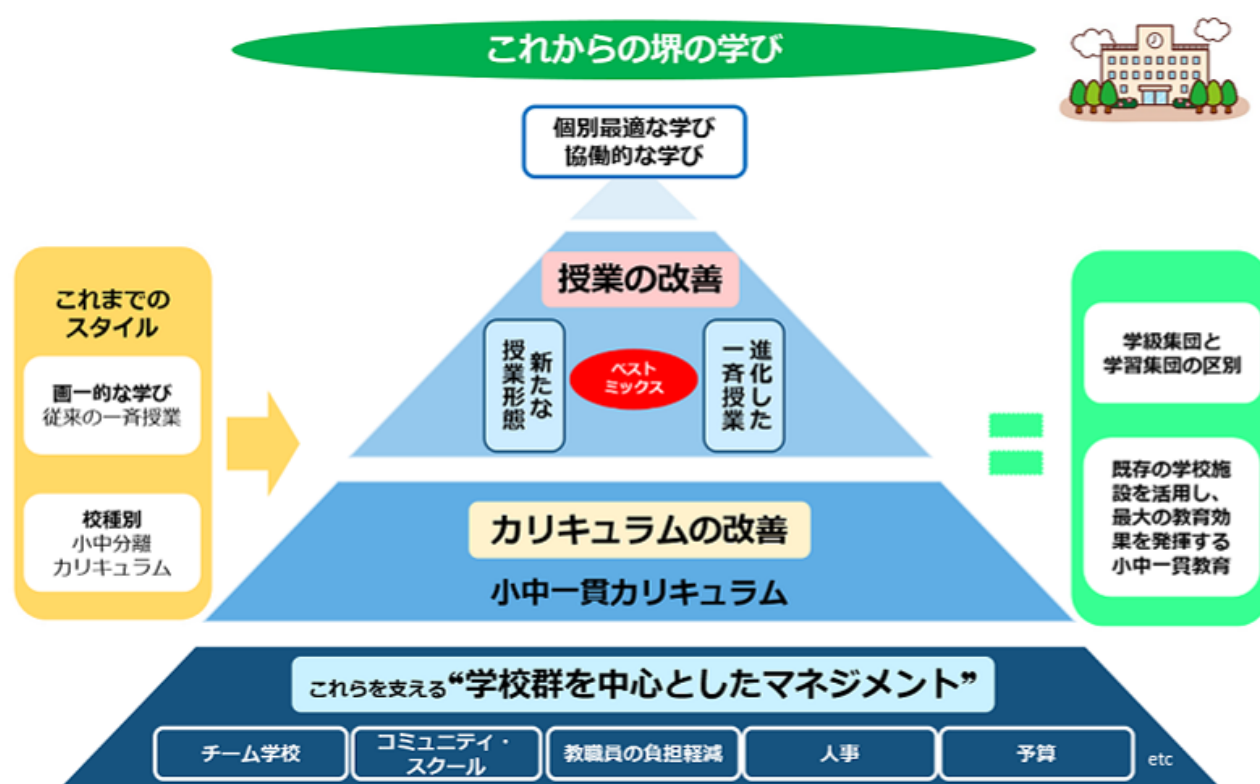 これからの堺の学び
個別最適な学び
協働的な学び
これまでの
スタイル
画一的な学び
従来の一斉授業
校種別
小中分離
カリキュラム
授業の改善
新たな
授業形態
ベスト
ミックス
進化した
一斉授業
カリキュラムの改善
小中一貫カリキュラム
学級集団と
学習集団の区別
既存の学校施
設を活用し、
最大の教育効
果を発揮する
小中一貫教育
これらを支える“学校群を中心としたマネジメント”
チーム学校
コミュニティ・
スクール
教職員の負担軽減
人事
予算
etc